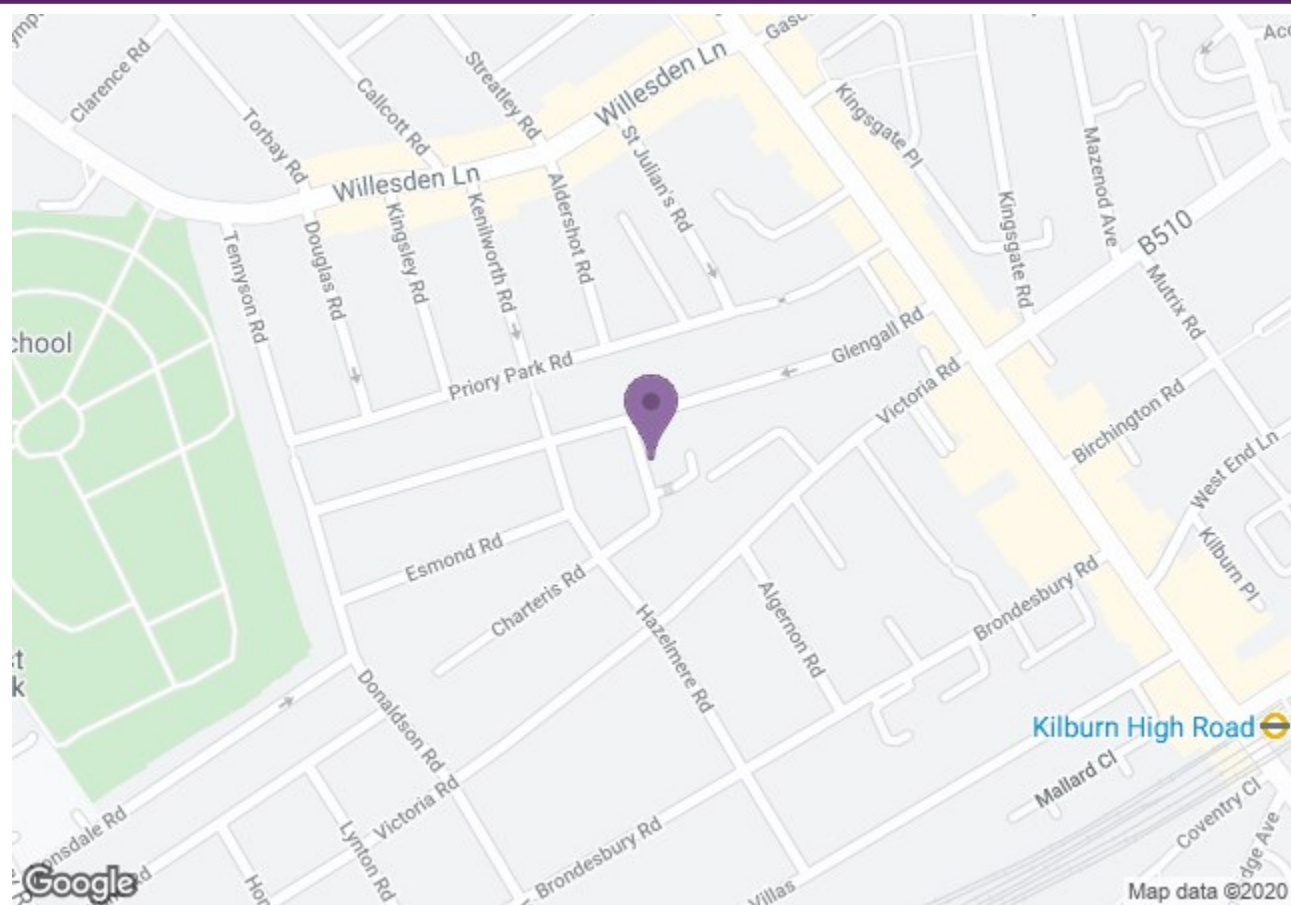 Clarence Rd
Torbay Rd
Callcott Rd
Streatley Rd
Willesden Ln
Willesden Ln
St Julian's Rd
Kingsgate Pl
Kingsgate Rd
Mazenod Ave
B510
Mutrix Rd
Tennyson Rd
Douglas Rd
Kingsley Rd
Kenilworth Rd
Aldershot Rd
Priory Park Rd
Glengall Rd
Victoria Rd
Birchington Rd
West End Ln
Kilburn Pl
Esmond Rd
Charteris Rd
Hazelmere Rd
Algernon Rd
Brondesbury Rd
Donaldson Rd
Kilburn High Road
Mallard Cl
Coventry Cl
Victoria Rd
Lynton Rd
Brondesbury Rd
Villas
onsdale Rd
Google
Map data ©2020